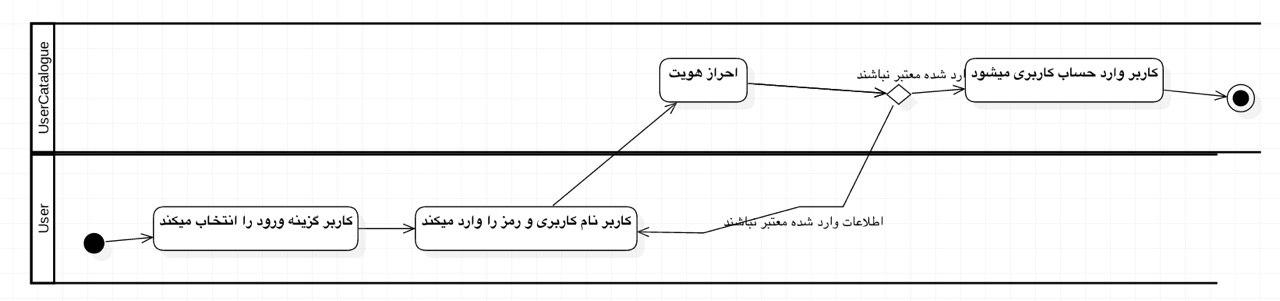 UserCatalogue
احراز هویت
ارد شده معتبر نباشند
کاربر وارد حساب کاربری میشود
User
کاربر گزینه ورود را انتخاب میکند
کاربر نام کاربری و رمز را وارد میکند
اطلاعات وارد شده معتبر نباشند